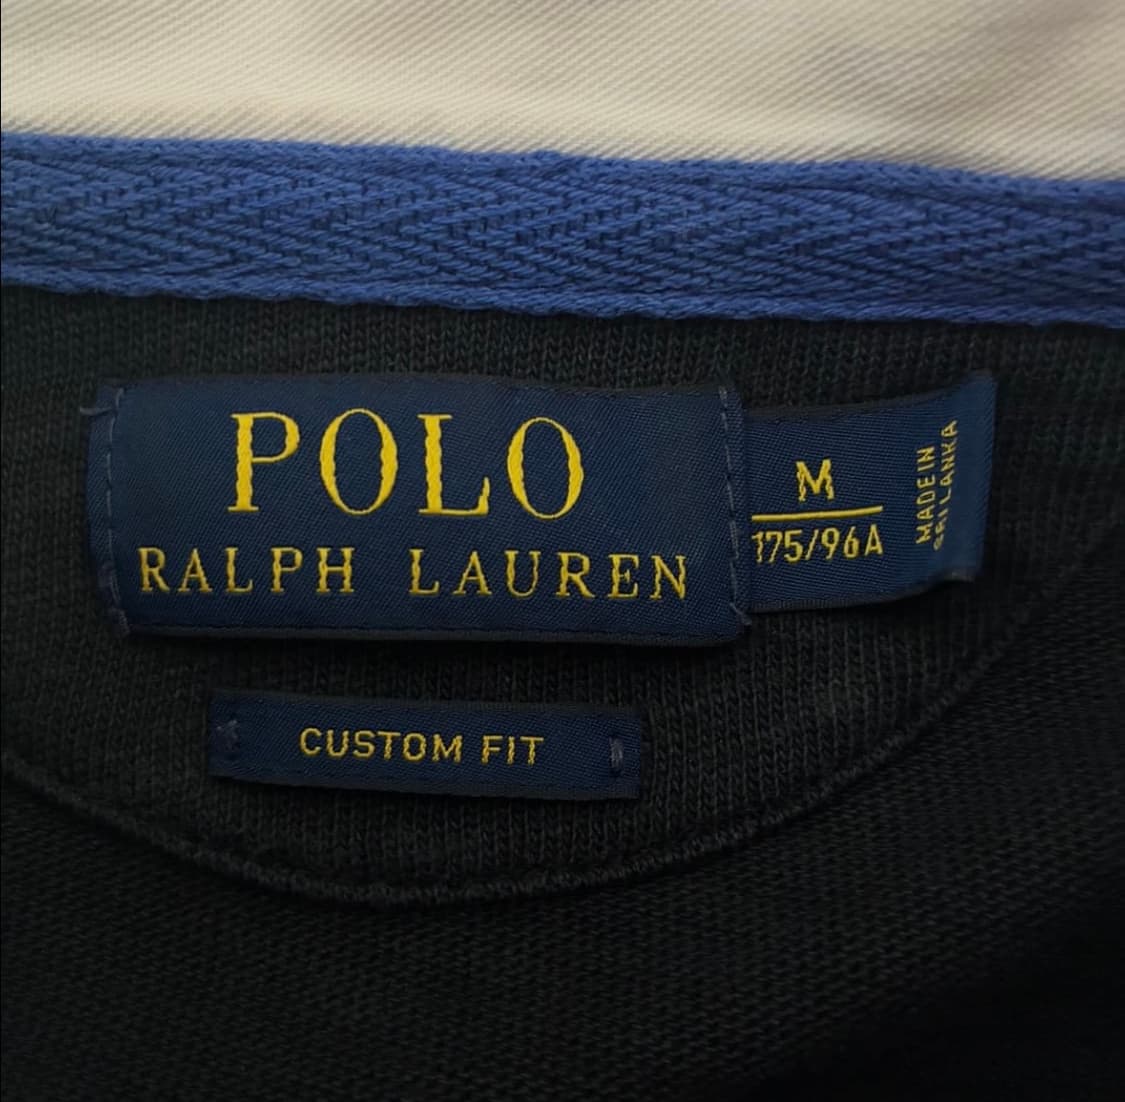 POLO
RALPH LAUREN
M
175/96A
MADE IN
SRI LANKA
CUSTOM FIT